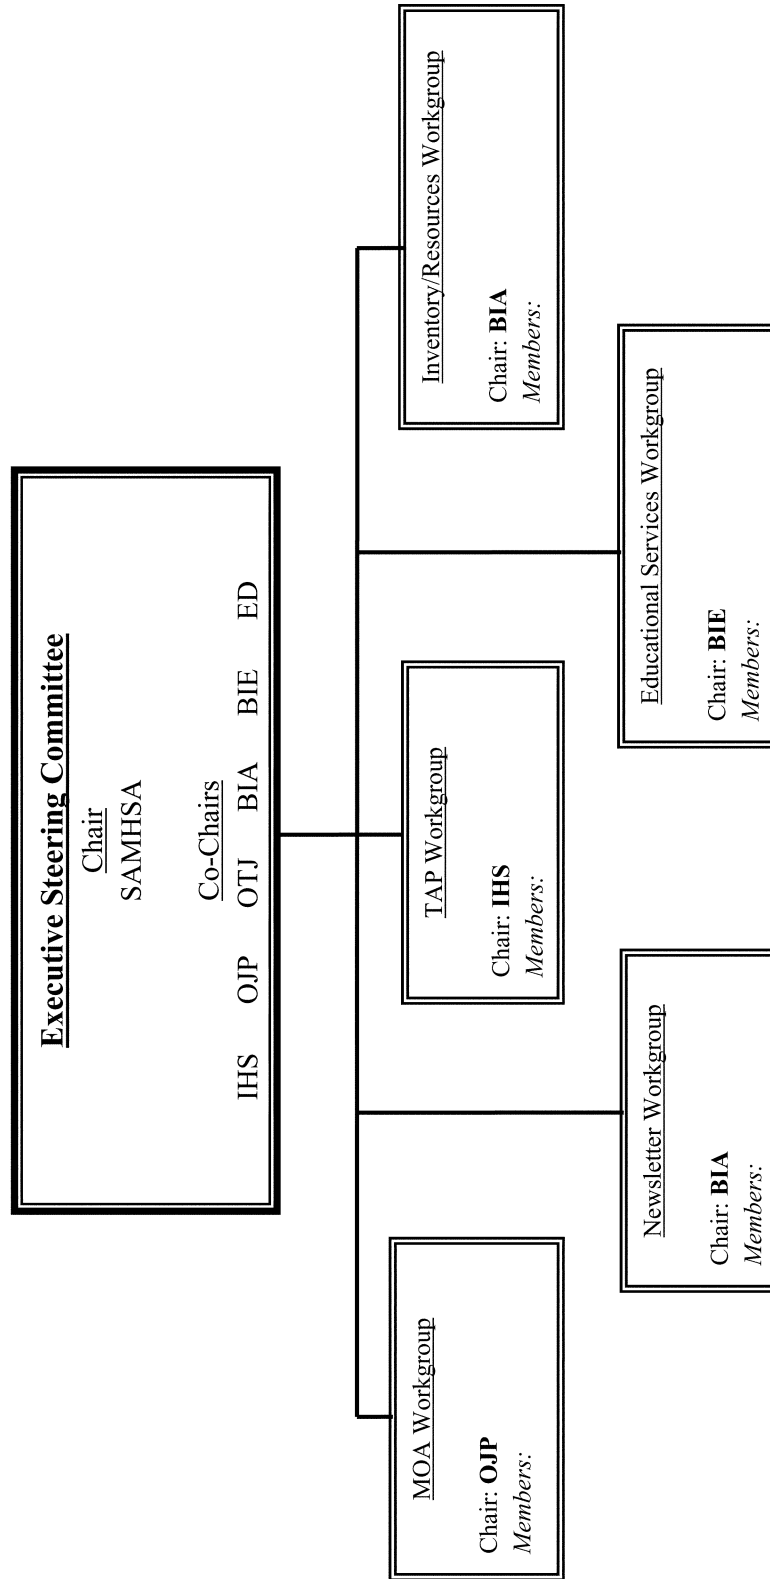 Executive Steering Committee
Chair
SAMHSA
Co-Chairs
IHS OJP OTJ BIA BIE ED
MOA Workgroup
Chair: OJP
Members:
Newsletter Workgroup
Chair: BIA
Members:
TAP Workgroup
Chair: IHS
Members:
Educational Services Workgroup
Chair: BIE
Members:
Inventory/Resources Workgroup
Chair: BIA
Members: